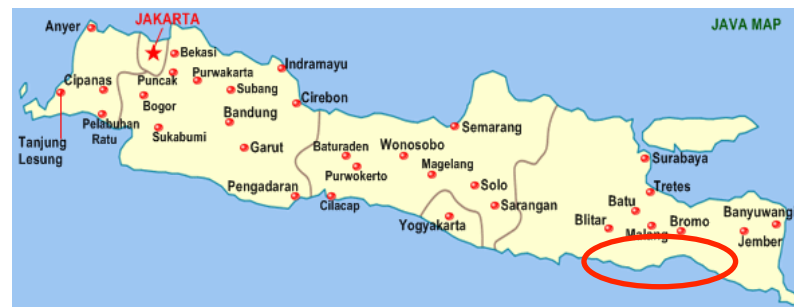 JAKARTA
JAVA MAP
Anyer
Bekasi
Indramayu
Cipanas
Puncak
Purwakarta
Subang
Cirebon
Bogor
Bandung
Pelabuhan
Ratu
Sukabumi
Tanjung
Lesung
Garut
Baturaden
Wonosobo
Semarang
Magelang
Purwokerto
Surabaya
Pengadaran
Cilacap
Solo
Sarangan
Tretes
Batu
Yogyakarta
Blitar
Malang
Bromo
Banyuwang
Jember